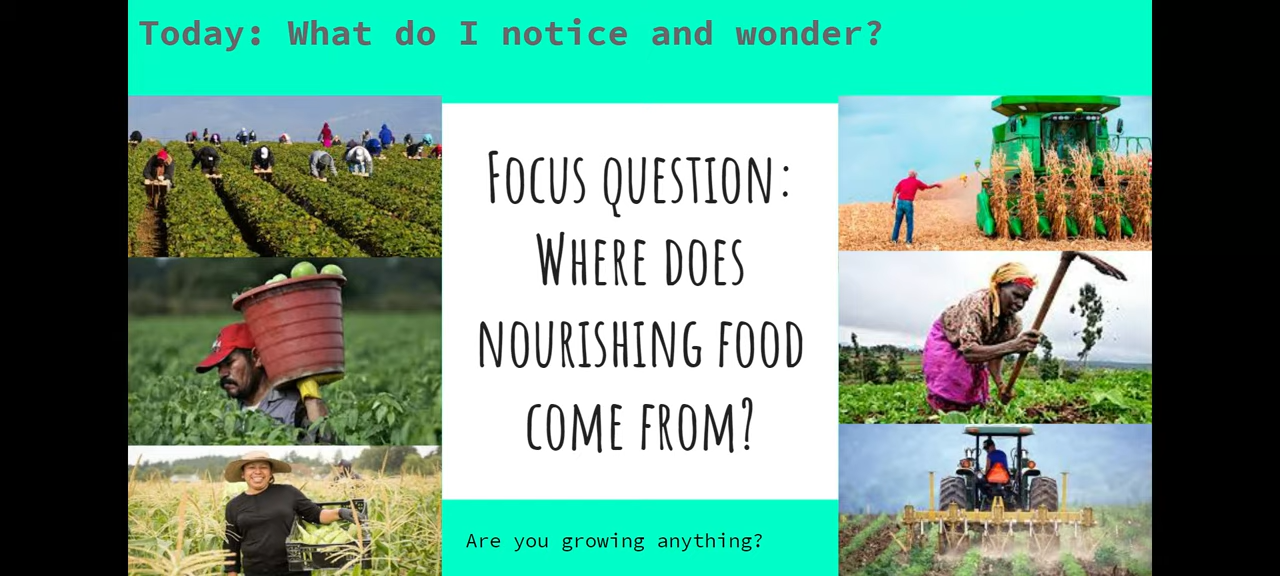 Today: What do I notice and wonder?
Focus question:
Where does
nourishing food
come from?
Are you growing anything?